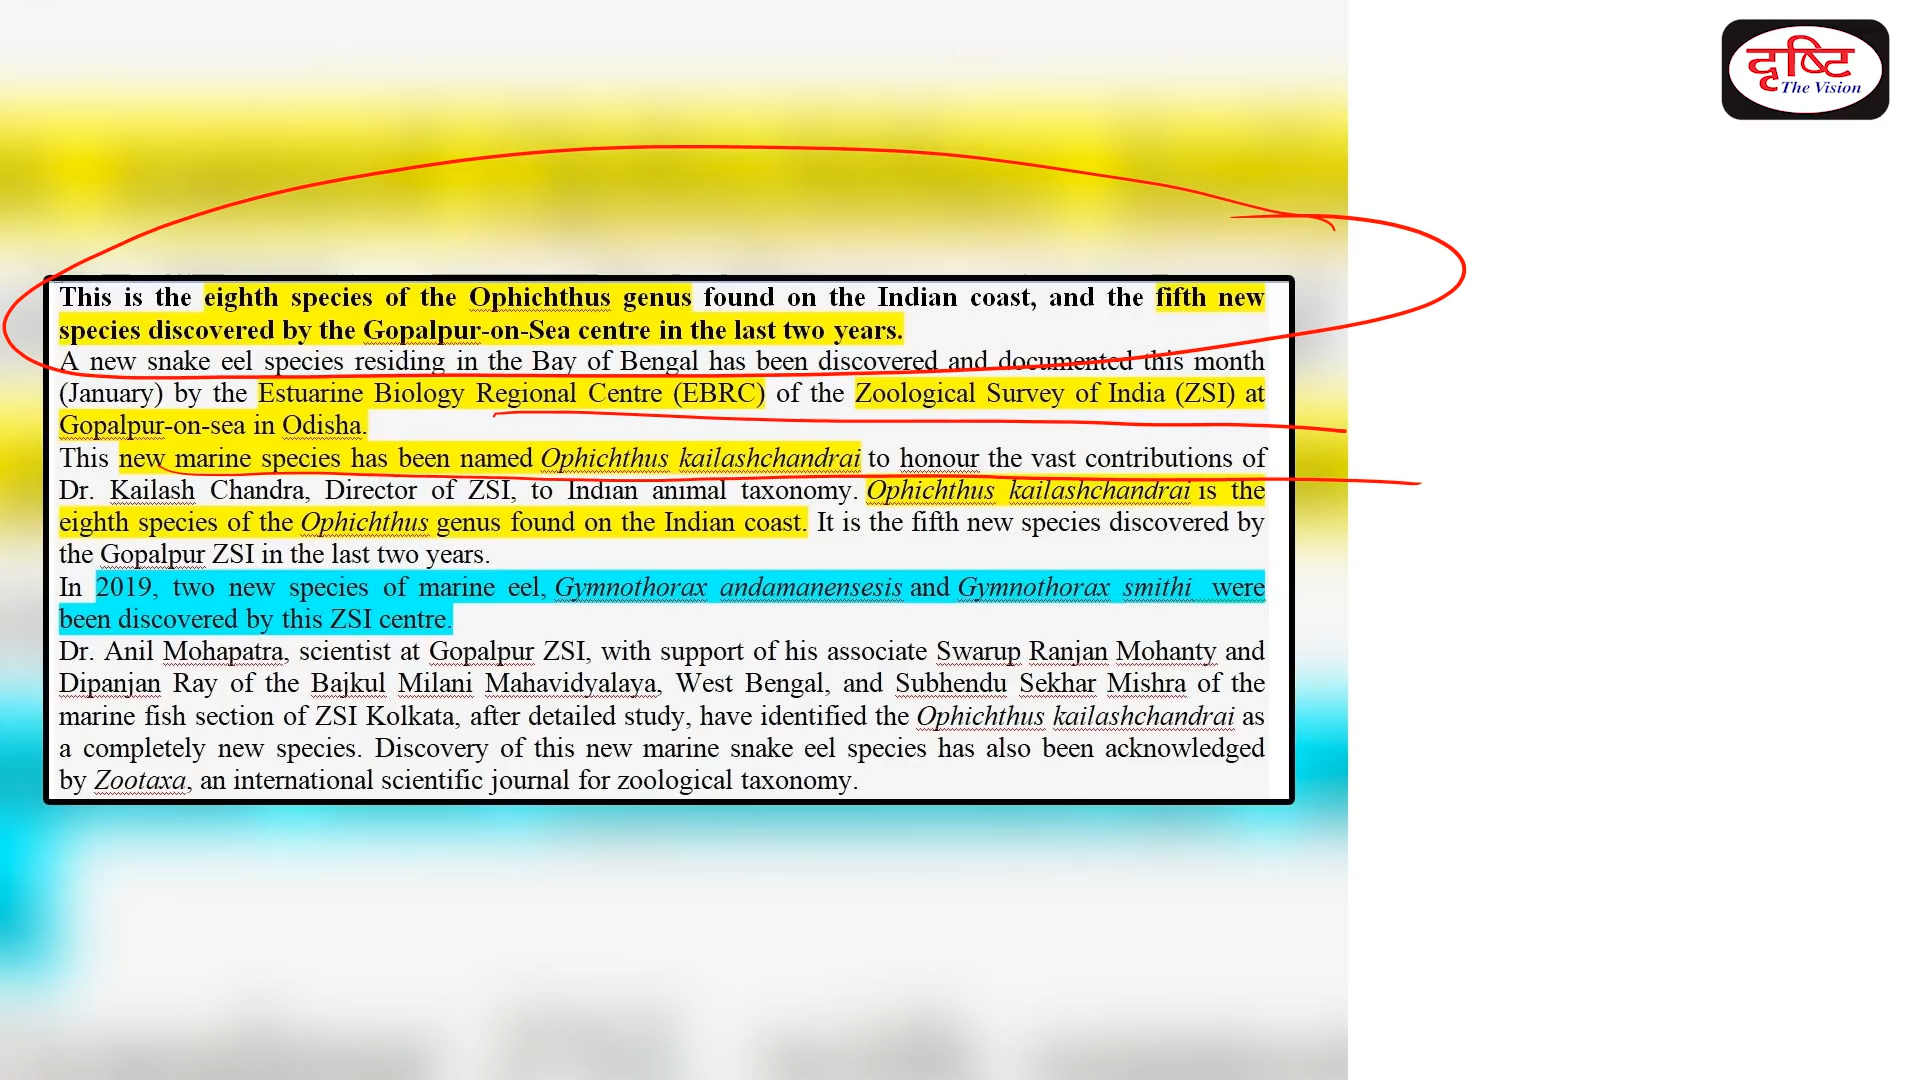 दृष्टि
The Vision
This is the eighth species of the Ophichthus genus found on the Indian coast, and the fifth new
species discovered by the Gopalpur-on-Sea centre in the last two years.
A new snake eel species residing in the Bay of Bengal has been discovered and documented this month
(January) by the Estuarine Biology Regional Centre (EBRC) of the Zoological Survey of India (ZSI) at
Gopalpur-on-sea in Odisha.
This new marine species has been named Ophichthus kailashchandrai to honour the vast contributions of
Dr. Kailash Chandra, Director of ZSI, to Indian animal taxonomy. Ophichthus kailashchandrai is the
eighth species of the Ophichthus genus found on the Indian coast. It is the fifth new species discovered by
the Gopalpur ZSI in the last two years.
In 2019, two new species of marine eel, Gymnothorax andamanensesis and Gymnothorax smithi were
been discovered by this ZSI centre.
Dr. Anil Mohapatra, scientist at Gopalpur ZSI, with support of his associate Swarup Ranjan Mohanty and
Dipanjan Ray of the Bajkul Milani Mahavidyalaya, West Bengal, and Subhendu Sekhar Mishra of the
marine fish section of ZSI Kolkata, after detailed study, have identified the Ophichthus kailashchandrai as
a completely new species. Discovery of this new marine snake eel species has also been acknowledged
by Zootaxa, an international scientific journal for zoological taxonomy.